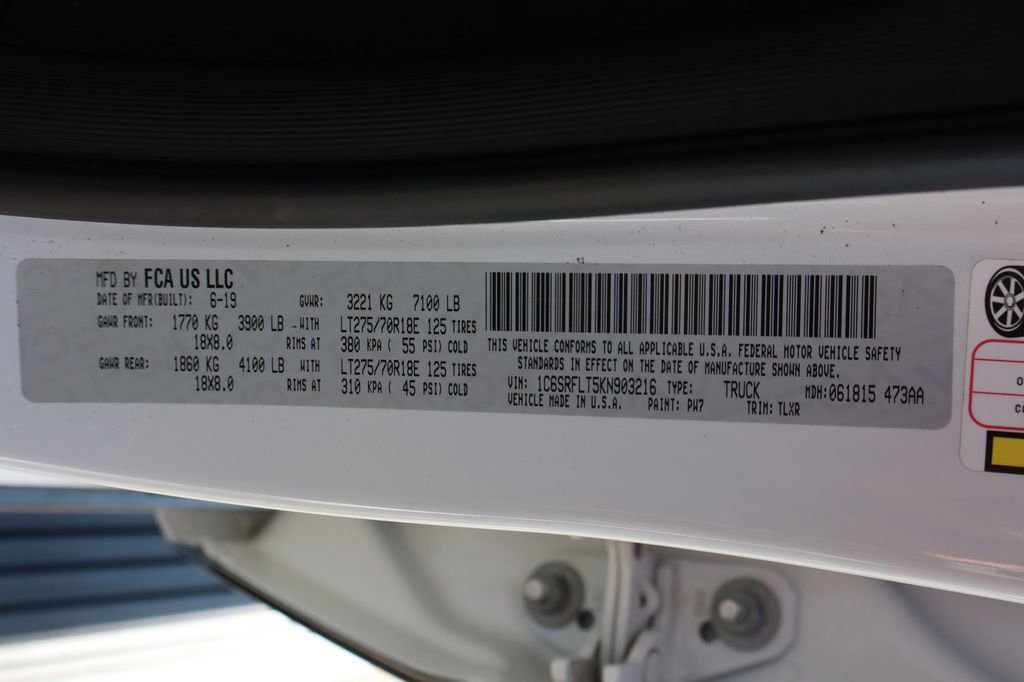 MFD BY FCA US LLC
DATE OF MFR(BUILT): 6-19 GVWR: 3221 KG 7100 LB
GAWR FRONT: 1770 KG 3900 LB -WITH LT275/70R18E 125 TIRES
18X8.0 RIMS AT 380 KPA ( 55 PSI) COLD
GAWR REAR: 1860 KG 4100 LB WITH LT275/70R18E 125 TIRES
18X8.0 RIMS AT 310 KPA ( 45 PSI) COLD
THIS VEHICLE CONFORMS TO ALL APPLICABLE U.S.A. FEDERAL MOTOR VEHICLE SAFETY
STANDARDS IN EFFECT ON THE DATE OF MANUFACTURE SHOWN ABOVE.
VIN: 1C6SRFLT5KN903216 TYPE: TRUCK MDH:061815 473AA
VEHICLE MADE IN U.S.A. PAINT: PW7 TRIM: TLXR